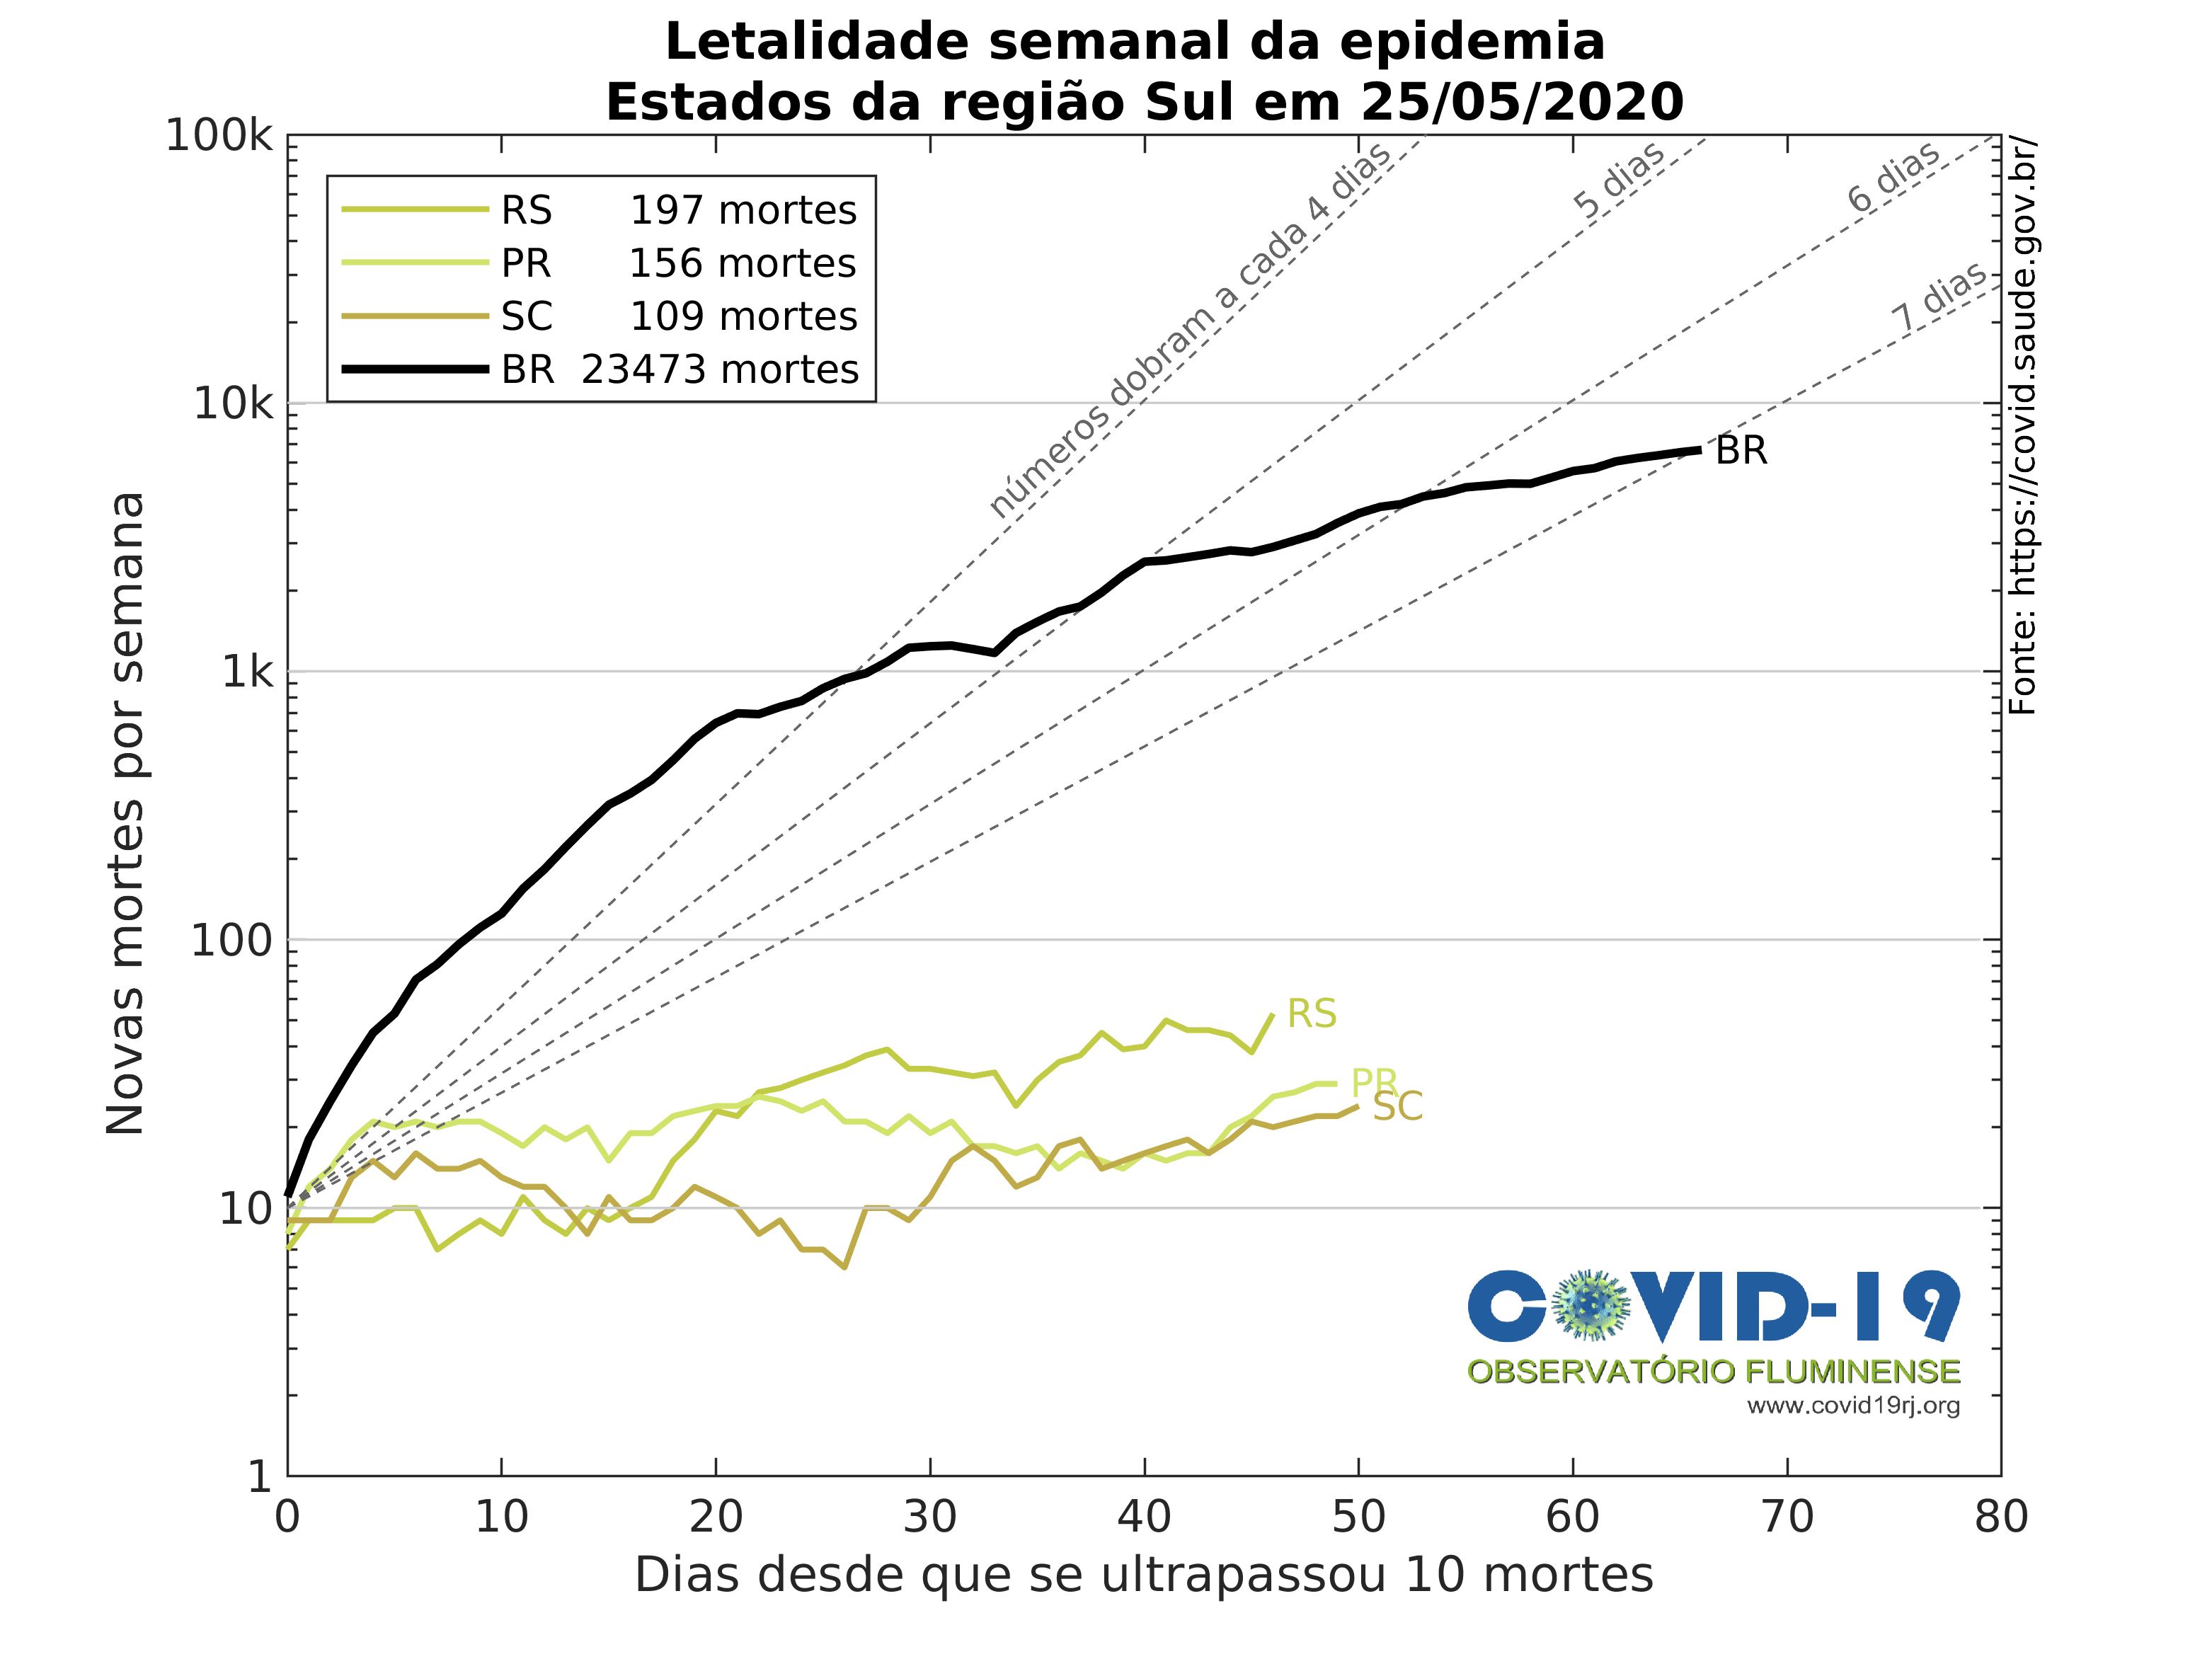 Letalidade semanal da epidemia
Estados da região Sul em 25/05/2020
100k
10k
1k
100
10
1
Novas mortes por semana
RS 197 mortes
PR 156 mortes
SC 109 mortes
BR 23473 mortes
números dobram a cada 4 dias
5 dias
6 dias
7 dias
BR
RS
PR
SC
Fonte: https://covid.saude.gov.br/
COVID-19
OBSERVATÓRIO FLUMINENSE
www.covid19rj.org
0 10 20 30 40 50 60 70 80
Dias desde que se ultrapassou 10 mortes